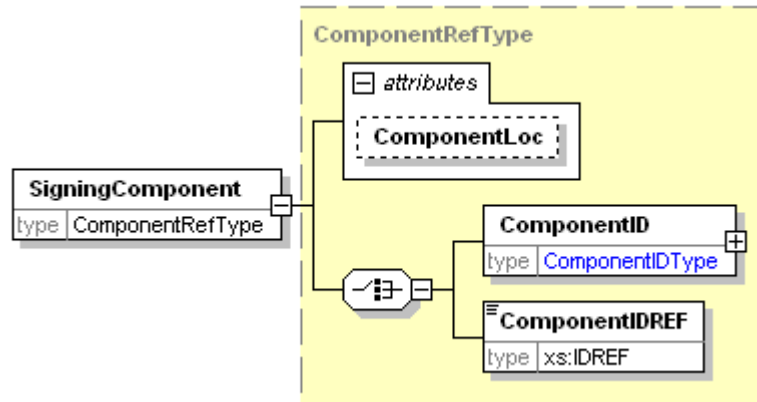 ComponentRefType
attributes
ComponentLoc
SigningComponent
type ComponentRefType
ComponentID
type ComponentIDType
ComponentIDREF
type xs:IDREF